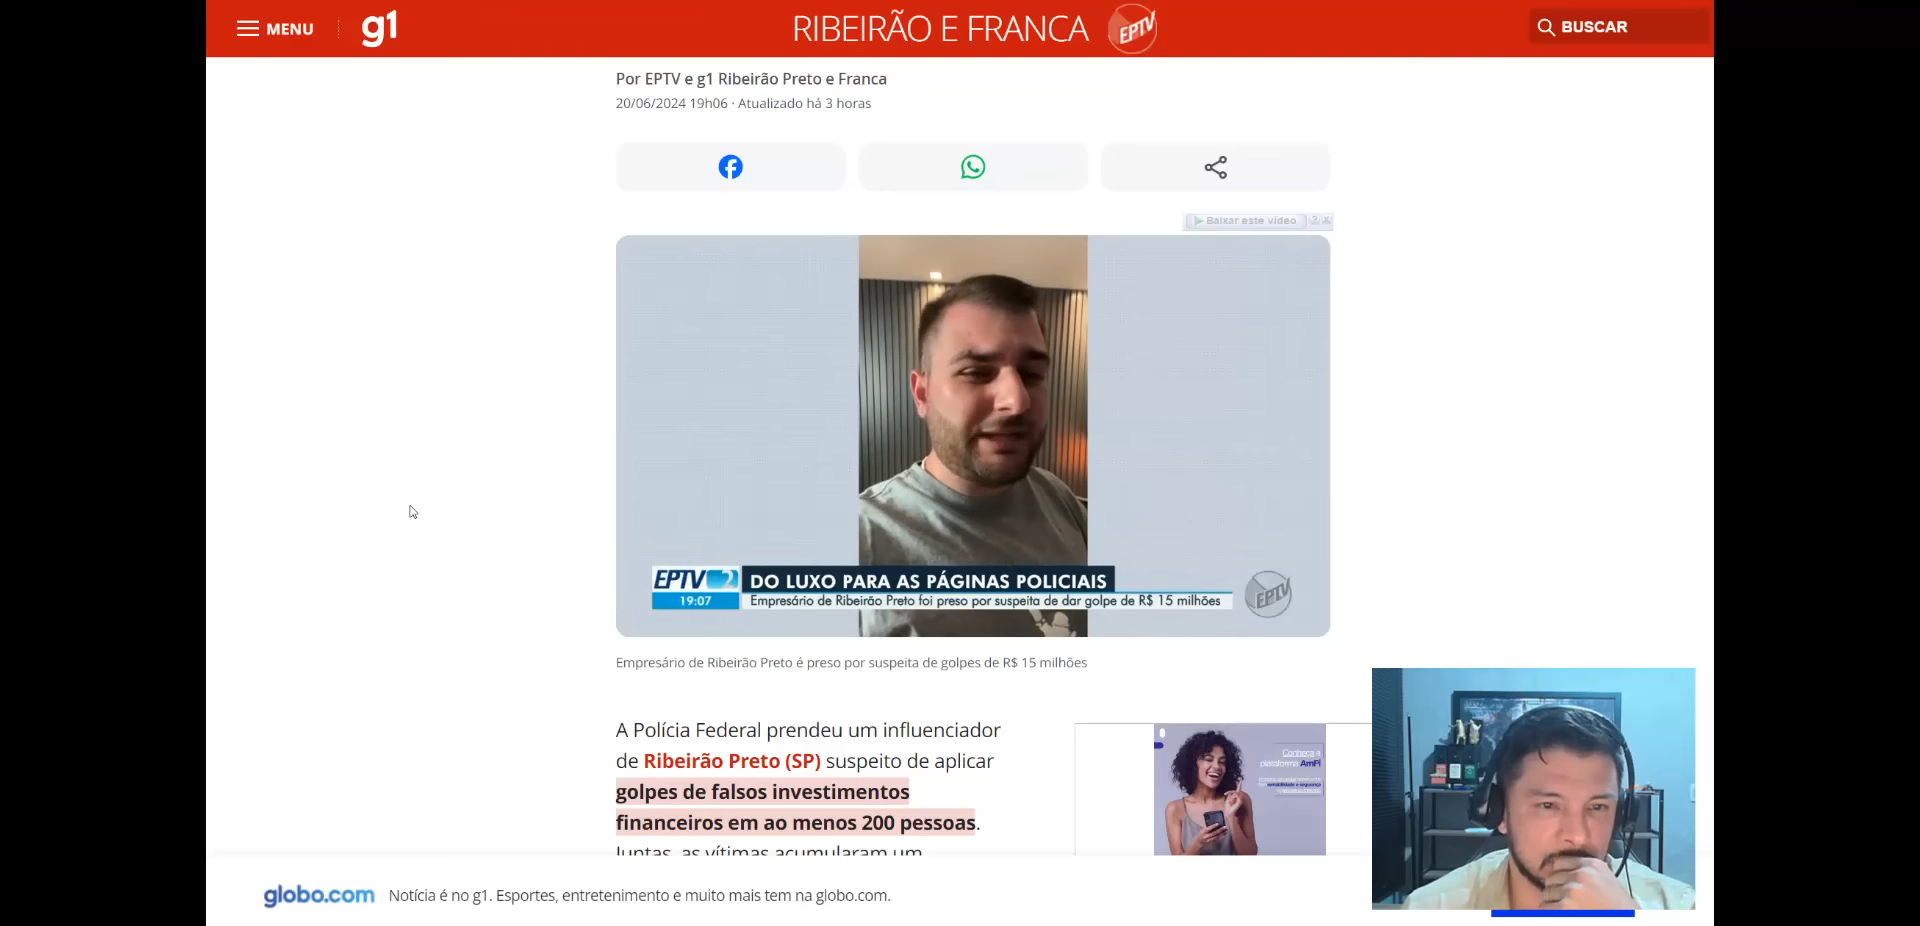 MENU
g1
RIBEIRÃO E FRANCA
EPTV
BUSCAR
Por EPTV e g1 Ribeirão Preto e Franca
20/06/2024 19h06 · Atualizado há 3 horas
Baixar este vídeo ? X
EPTV 2
DO LUXO PARA AS PÁGINAS POLICIAIS
19:07
Empresário de Ribeirão Preto foi preso por suspeita de dar golpe de R$ 15 milhões
EPTV
Empresário de Ribeirão Preto é preso por suspeita de golpes de R$ 15 milhões
A Polícia Federal prendeu um influenciador
de Ribeirão Preto (SP) suspeito de aplicar
golpes de falsos investimentos
financeiros em ao menos 200 pessoas.
Juntas, as vítimas acumularam um
Conheça a
plataforma AmFi
globo.com
Notícia é no g1. Esportes, entretenimento e muito mais tem na globo.com.